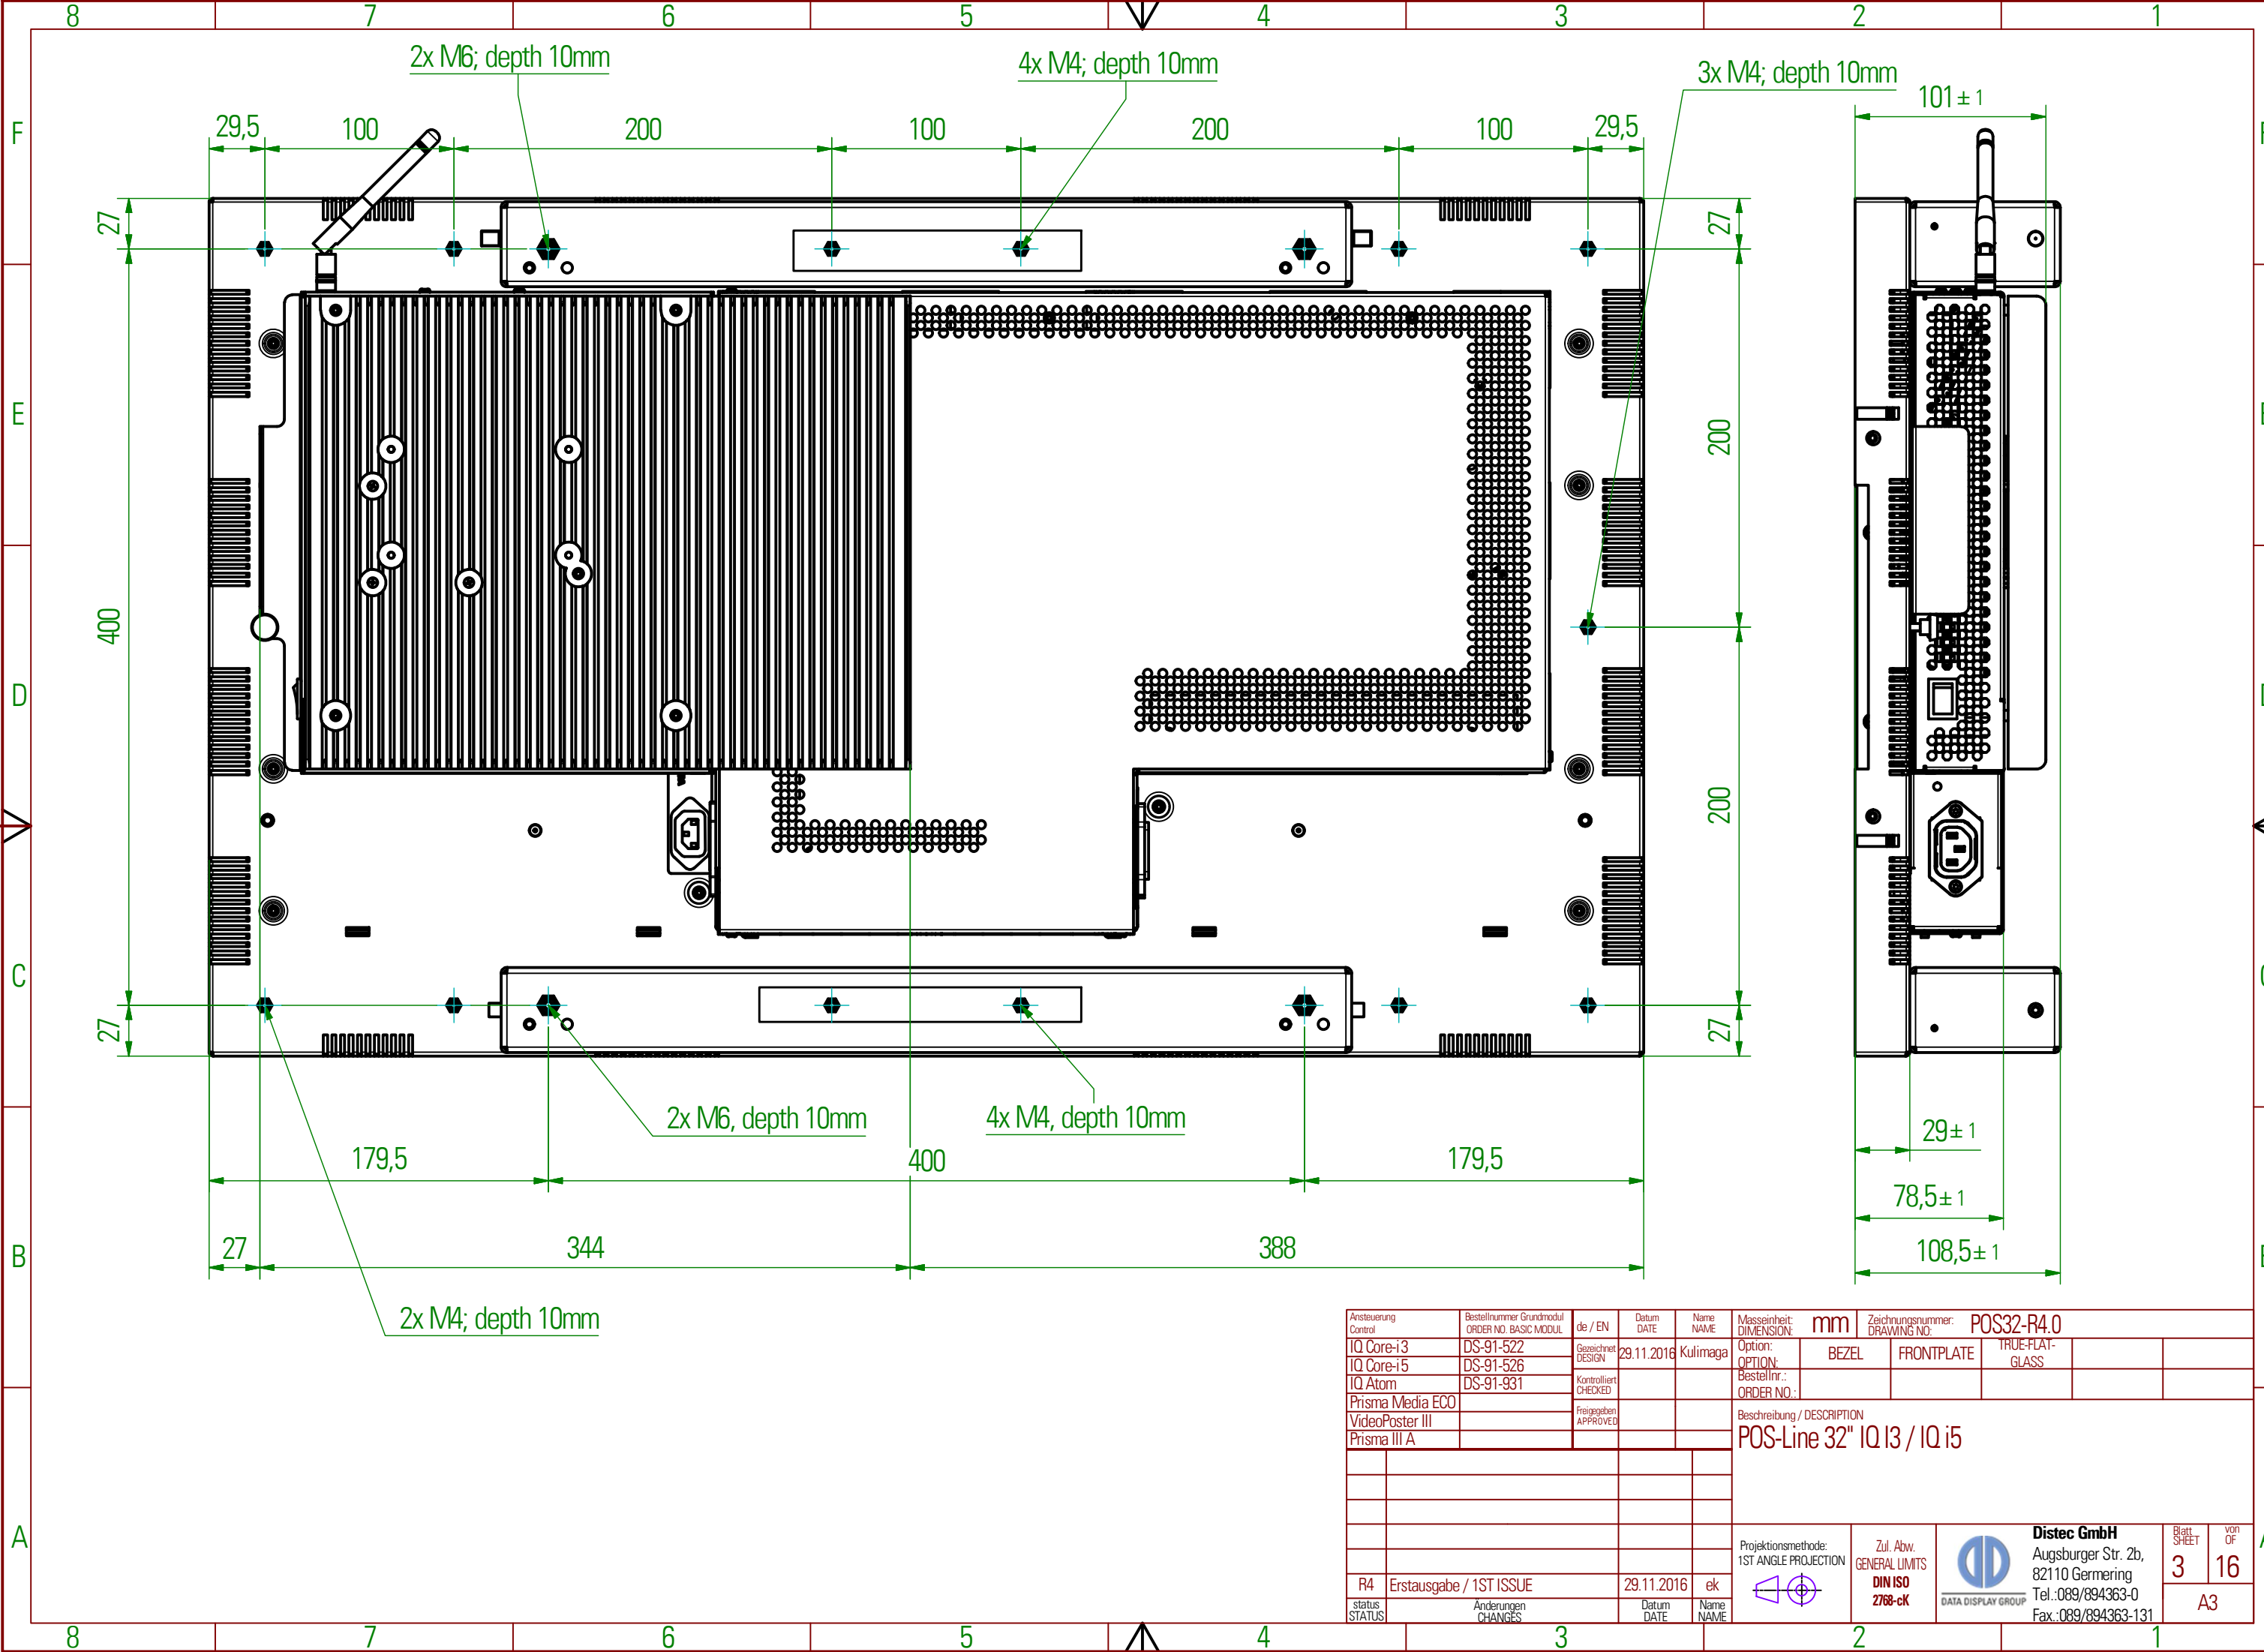 8 7 6 5 4 3 2 1
2x M6; depth 10mm
4x M4; depth 10mm
3x M4; depth 10mm
101± 1
F
29,5 100 200 100 200 100 29,5
27
27
E
200
400
D
200
C
27
27
2x M6, depth 10mm
4x M4, depth 10mm
29± 1
179,5 400 179,5
78,5± 1
B
27 344 388
108,5± 1
2x M4; depth 10mm
A
Ansteuerung
Control
Bestellnummer Grundmodul
ORDER NO. BASIC MODUL
IQ Core-i3 DS-91-522
IQ Core-i5 DS-91-526
IQ Atom DS-91-931
Prisma Media ECO
VideoPoster III
Prisma III A
de / EN
Datum
DATE
Name
NAME
Gezeichnet
DESIGN
29.11.2016 Kulimaga
Kontrolliert
CHECKED
Freigegeben
APPROVED
Masseinheit:
DIMENSION:
mm
Zeichnungsnummer:
DRAWING NO:
POS32-R4.0
Option:
OPTION:
BEZEL FRONTPLATE TRUE-FLAT-
GLASS
Bestellnr.:
ORDER NO.:
Beschreibung / DESCRIPTION
POS-Line 32" IQ I3 / IQ i5
R4 Erstausgabe / 1ST ISSUE 29.11.2016 ek
status
STATUS
Änderungen
CHANGES
Datum
DATE
Name
NAME
Projektionsmethode:
1ST ANGLE PROJECTION
Zul. Abw.
GENERAL LIMITS
DIN ISO
2768-cK
DATA DISPLAY GROUP
Distec GmbH
Augsburger Str. 2b,
82110 Germering
Tel.:089/894363-0
Fax.:089/894363-131
Blatt
SHEET
3
von
OF
16
A3
8 7 6 5 4 3 2 1